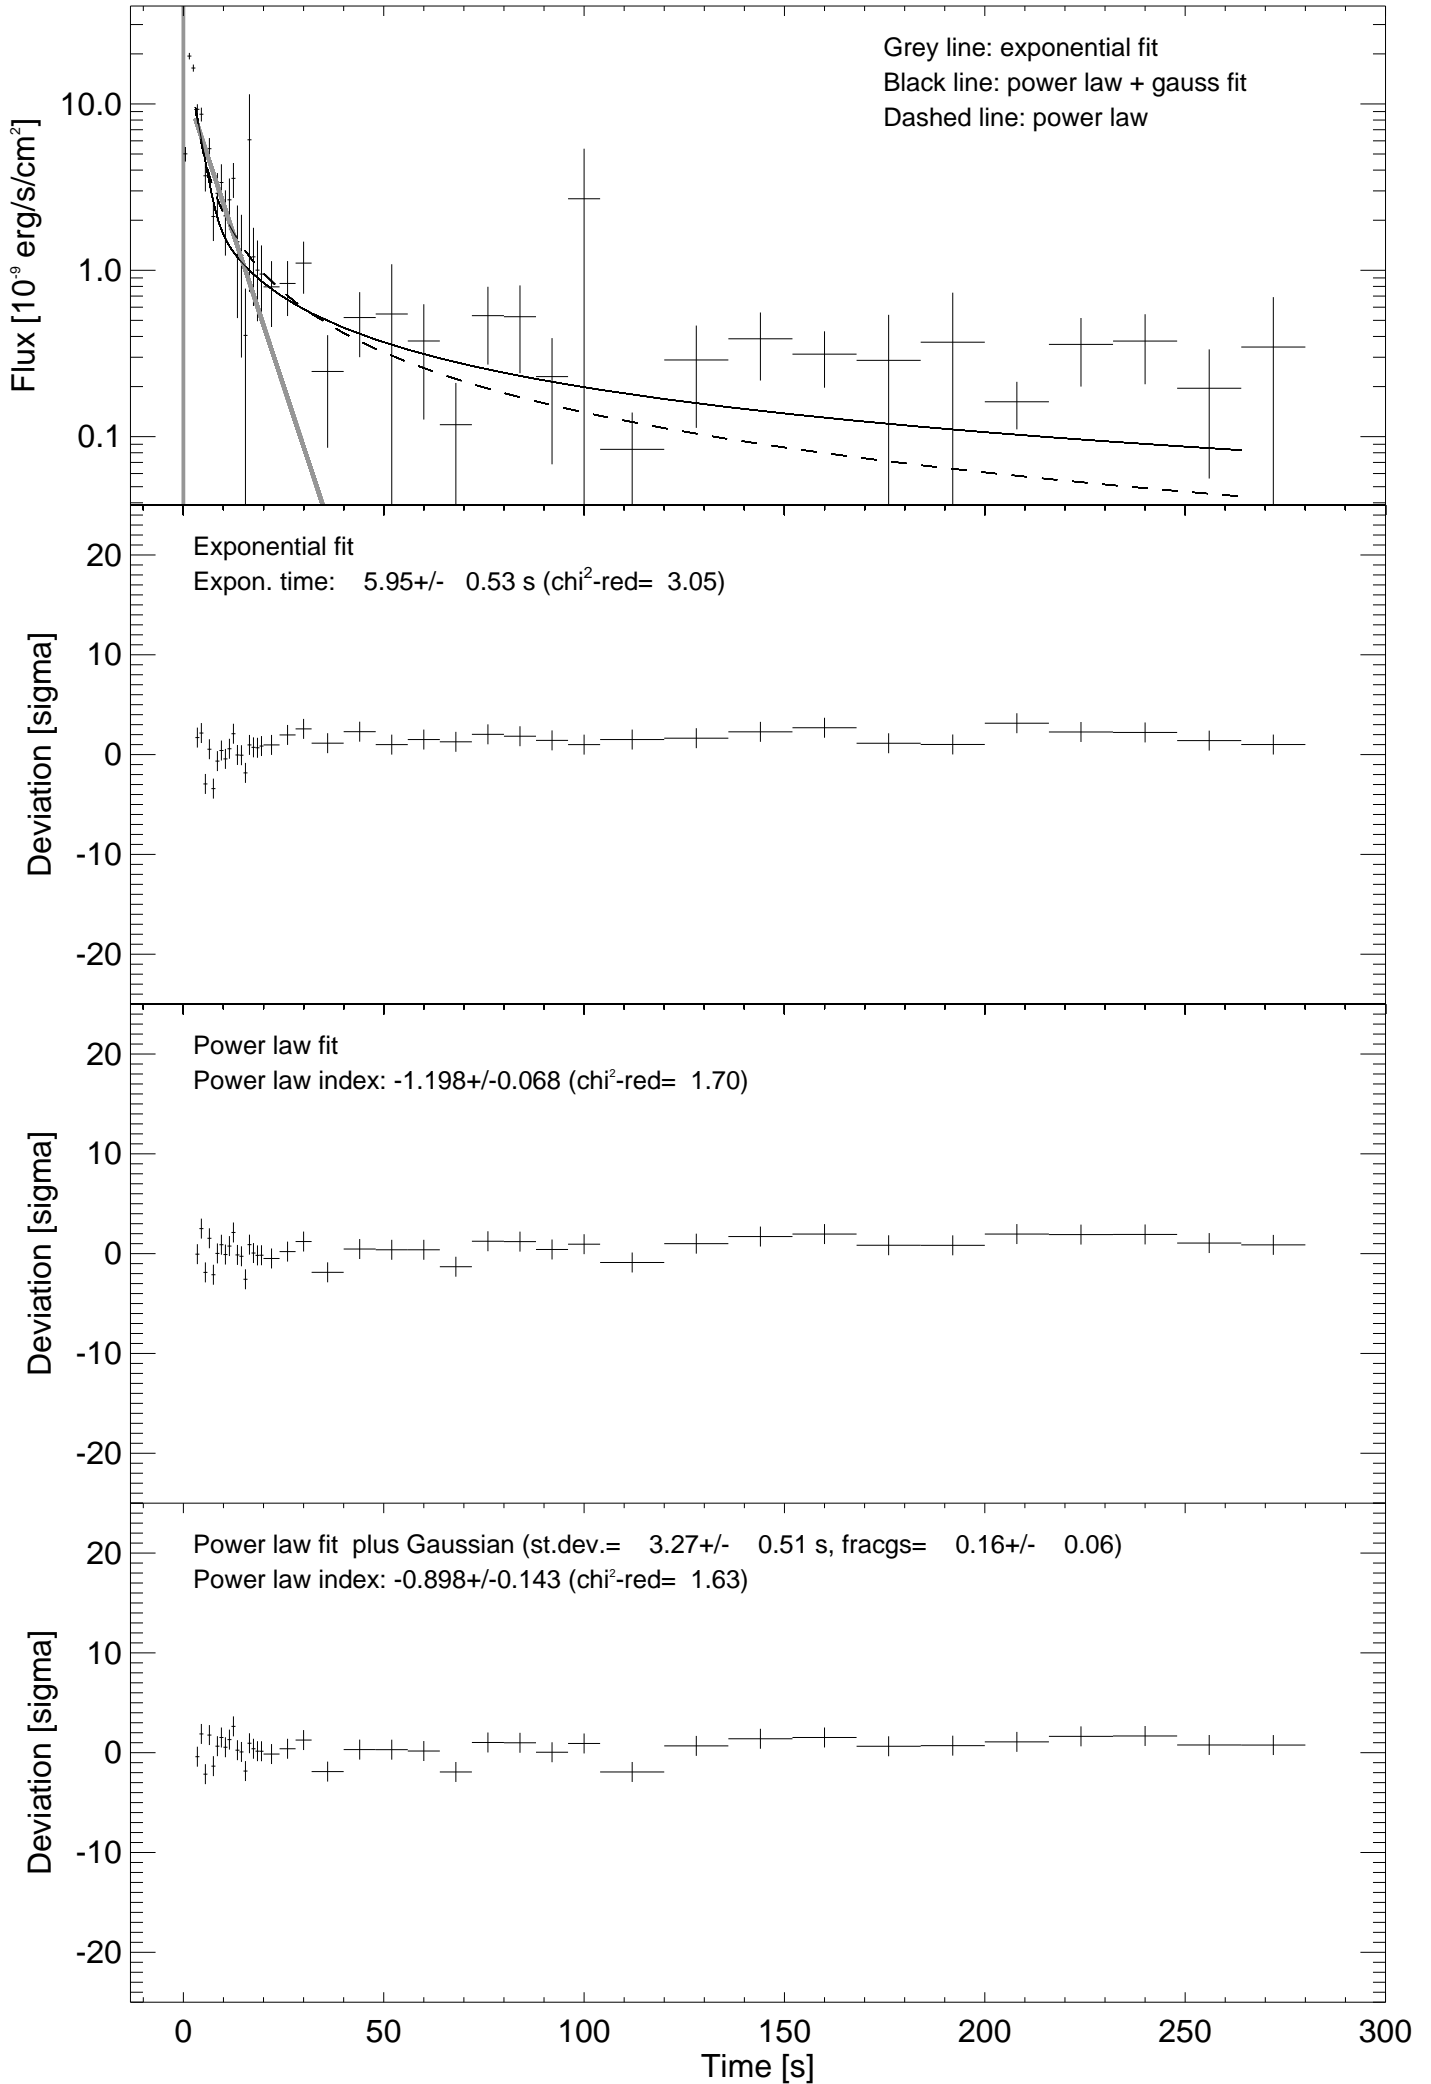 Grey line: exponential fit
Black line: power law + gauss fit
Dashed line: power law
Flux [10⁻⁹ erg/s/cm²]
10.0
1.0
0.1
Exponential fit
Expon. time: 5.95+/- 0.53 s (chi²-red= 3.05)
Deviation [sigma]
20
10
0
-10
-20
Power law fit
Power law index: -1.198+/-0.068 (chi²-red= 1.70)
Deviation [sigma]
20
10
0
-10
-20
Power law fit plus Gaussian (st.dev.= 3.27+/- 0.51 s, fracgs= 0.16+/- 0.06)
Power law index: -0.898+/-0.143 (chi²-red= 1.63)
Deviation [sigma]
20
10
0
-10
-20
0 50 100 150 200 250 300
Time [s]